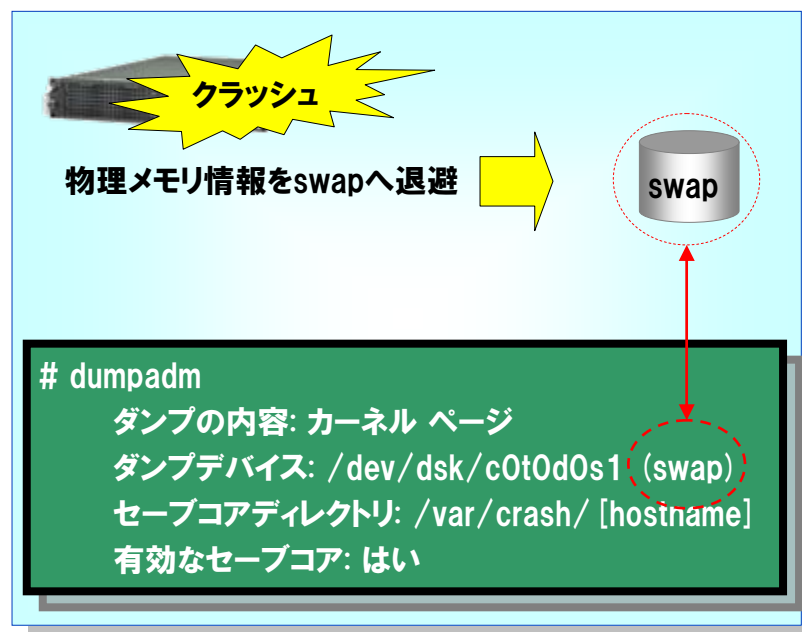 クラッシュ
物理メモリ情報をswapへ退避
swap
# dumpadm
ダンプの内容: カーネル ページ
ダンプデバイス: /dev/dsk/c0t0d0s1 (swap)
セーブコアディレクトリ: /var/crash/ [hostname]
有効なセーブコア: はい